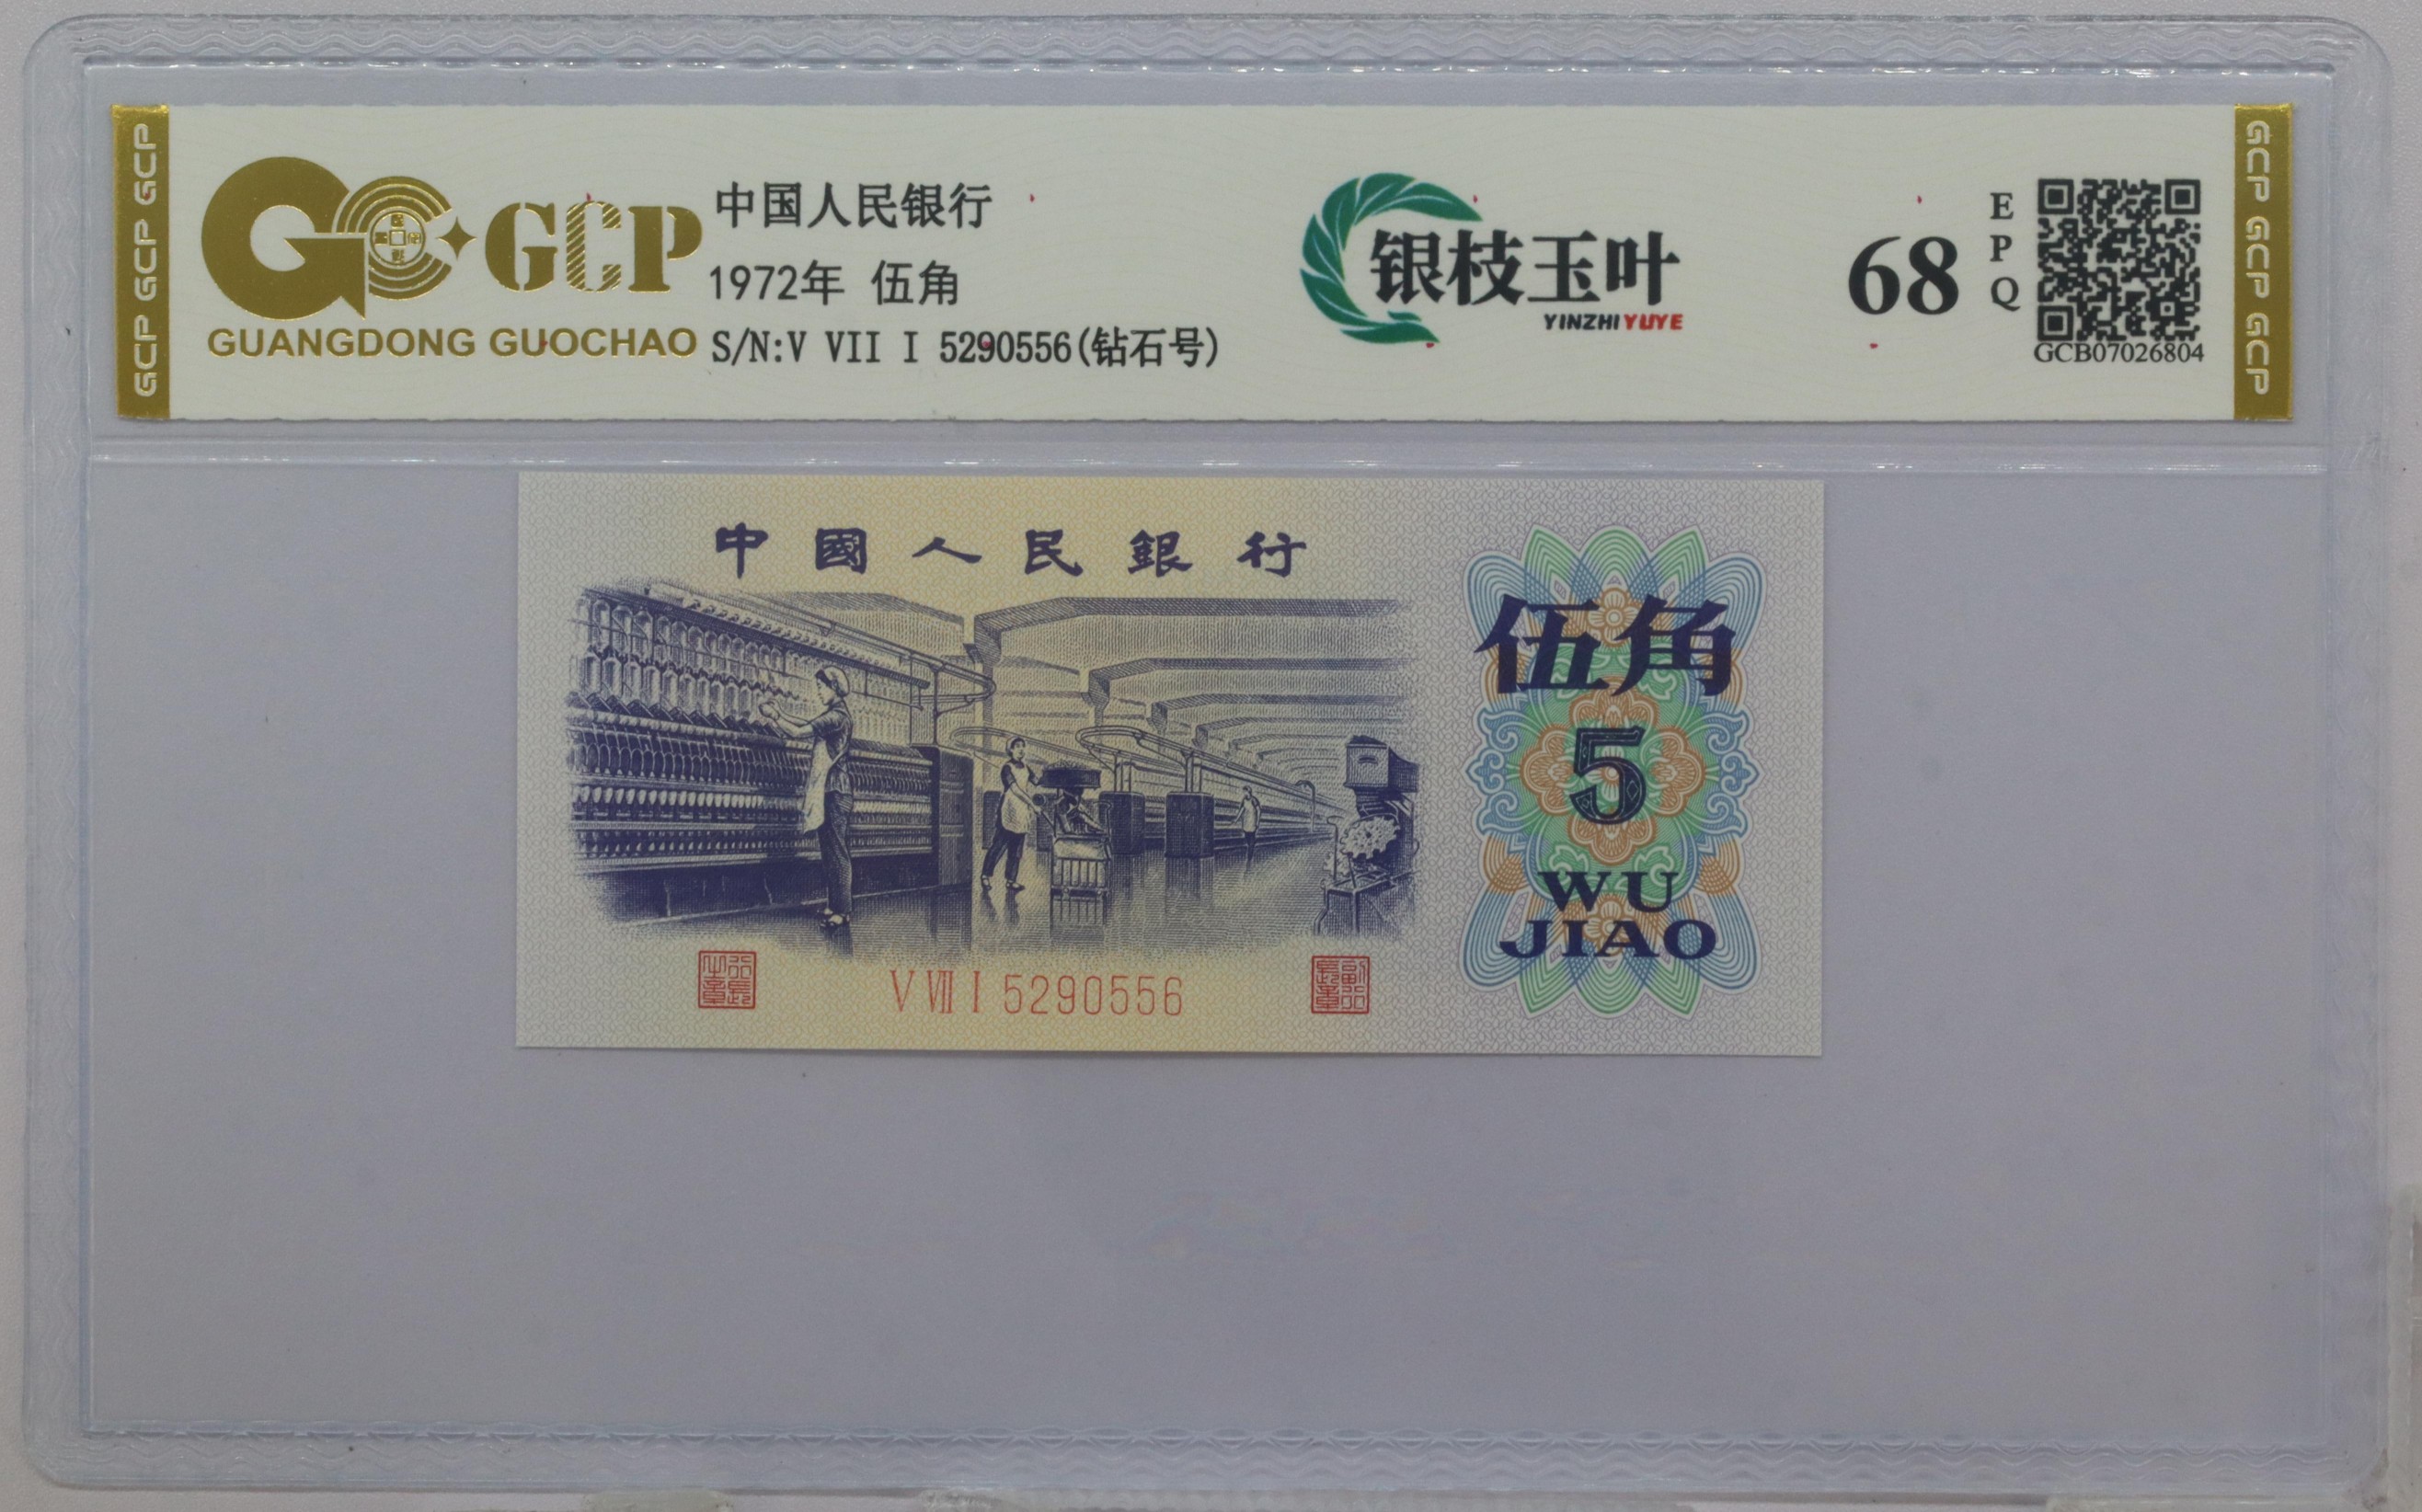 GCP GCP GCP
GCP
GUANGDONG GUOCHAO
中国人民银行
1972年 伍角
S/N:V VII I 5290556(钻石号)
银枝玉叶
YINZHI YUYE
68
EPQ
GCB07026804
GCP GCP GCP
中國人民銀行
伍角
5
WU
JIAO
V VII I 5290556